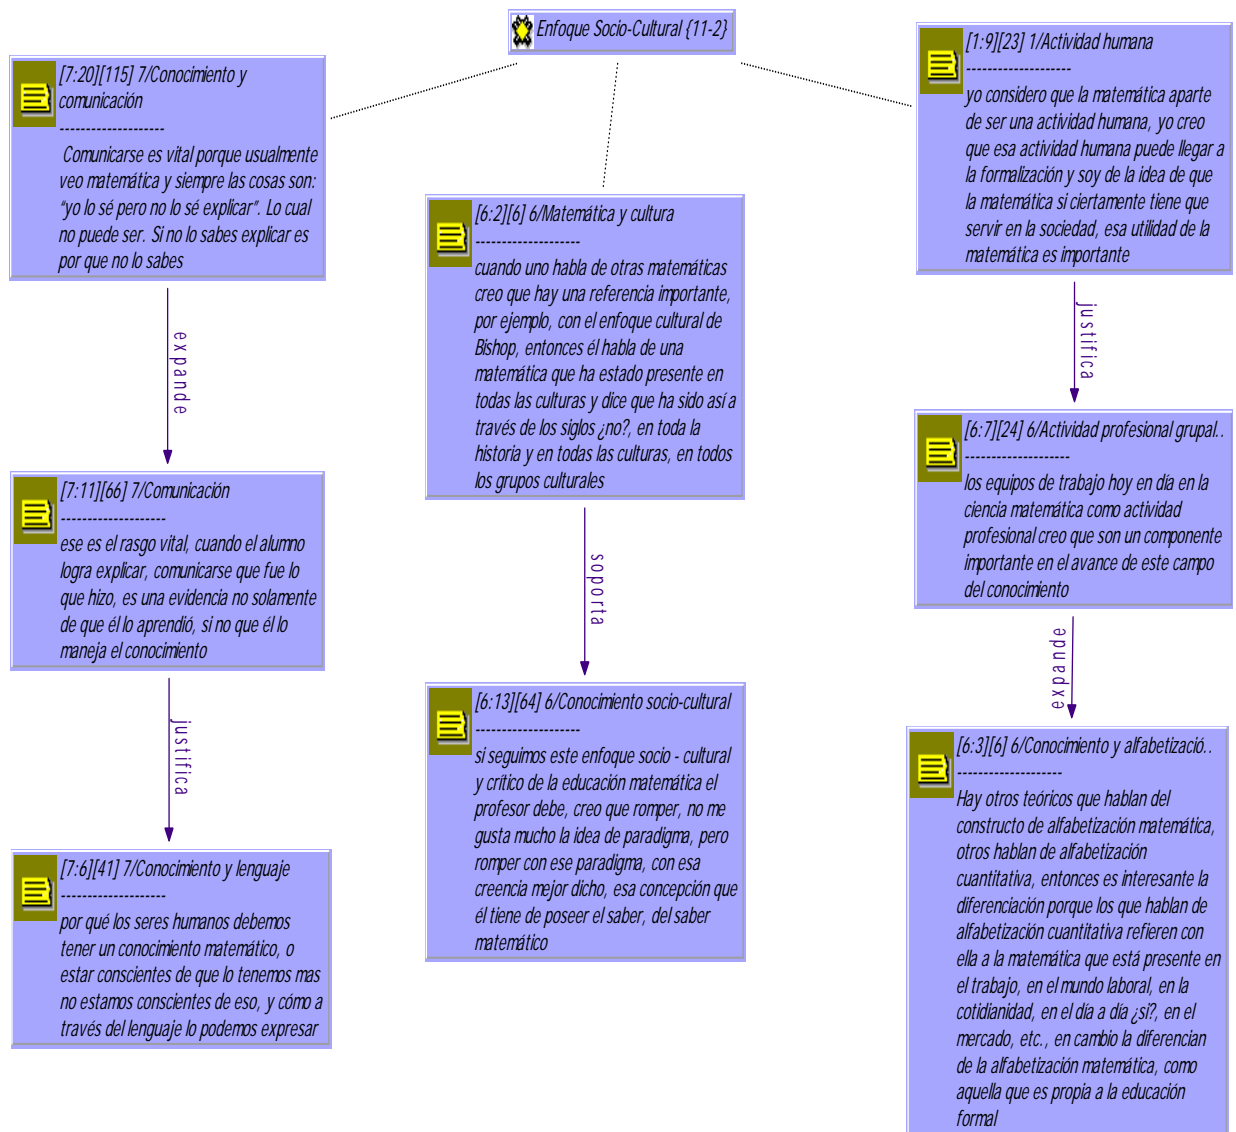 Enfoque Socio-Cultural {11-2}
[7:20][115] 7/Conocimiento y
comunicación
--------------------
Comunicarse es vital porque usualmente
veo matemática y siempre las cosas son:
"yo lo sé pero no lo sé explicar". Lo cual
no puede ser. Si no lo sabes explicar es
por que no lo sabes
expande
[7:11][66] 7/Comunicación
--------------------
ese es el rasgo vital, cuando el alumno
logra explicar, comunicarse que fue lo
que hizo, es una evidencia no solamente
de que él lo aprendió, si no que él lo
maneja el conocimiento
justifica
[7:6][41] 7/Conocimiento y lenguaje
--------------------
por qué los seres humanos debemos
tener un conocimiento matemático, o
estar conscientes de que lo tenemos mas
no estamos conscientes de eso, y cómo a
través del lenguaje lo podemos expresar
[6:2][6] 6/Matemática y cultura
--------------------
cuando uno habla de otras matemáticas
creo que hay una referencia importante,
por ejemplo, con el enfoque cultural de
Bishop, entonces él habla de una
matemática que ha estado presente en
todas las culturas y dice que ha sido así a
través de los siglos ¿no?, en toda la
historia y en todas las culturas, en todos
los grupos culturales
soporta
[6:13][64] 6/Conocimiento socio-cultural
--------------------
si seguimos este enfoque socio - cultural
y crítico de la educación matemática el
profesor debe, creo que romper, no me
gusta mucho la idea de paradigma, pero
romper con ese paradigma, con esa
creencia mejor dicho, esa concepción que
él tiene de poseer el saber, del saber
matemático
[1:9][23] 1/Actividad humana
--------------------
yo considero que la matemática aparte
de ser una actividad humana, yo creo
que esa actividad humana puede llegar a
la formalización y soy de la idea de que
la matemática si ciertamente tiene que
servir en la sociedad, esa utilidad de la
matemática es importante
justifica
[6:7][24] 6/Actividad profesional grupal..
--------------------
los equipos de trabajo hoy en día en la
ciencia matemática como actividad
profesional creo que son un componente
importante en el avance de este campo
del conocimiento
expande
[6:3][6] 6/Conocimiento y alfabetizació..
--------------------
Hay otros teóricos que hablan del
constructo de alfabetización matemática,
otros hablan de alfabetización
cuantitativa, entonces es interesante la
diferenciación porque los que hablan de
alfabetización cuantitativa refieren con
ella a la matemática que está presente en
el trabajo, en el mundo laboral, en la
cotidianidad, en el día a día ¿si?, en el
mercado, etc., en cambio la diferencian
de la alfabetización matemática, como
aquella que es propia a la educación
formal